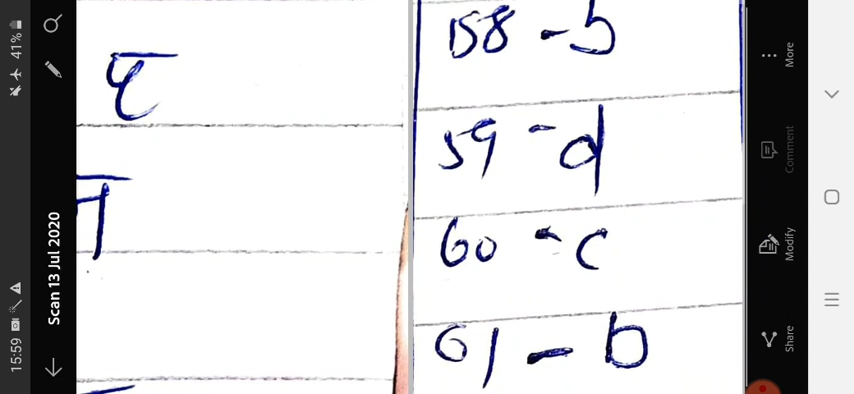 15:59
41%
Scan 13 Jul 2020
158 - b
59 - d
60 - c
61 - b
More
Comment
Modify
Share